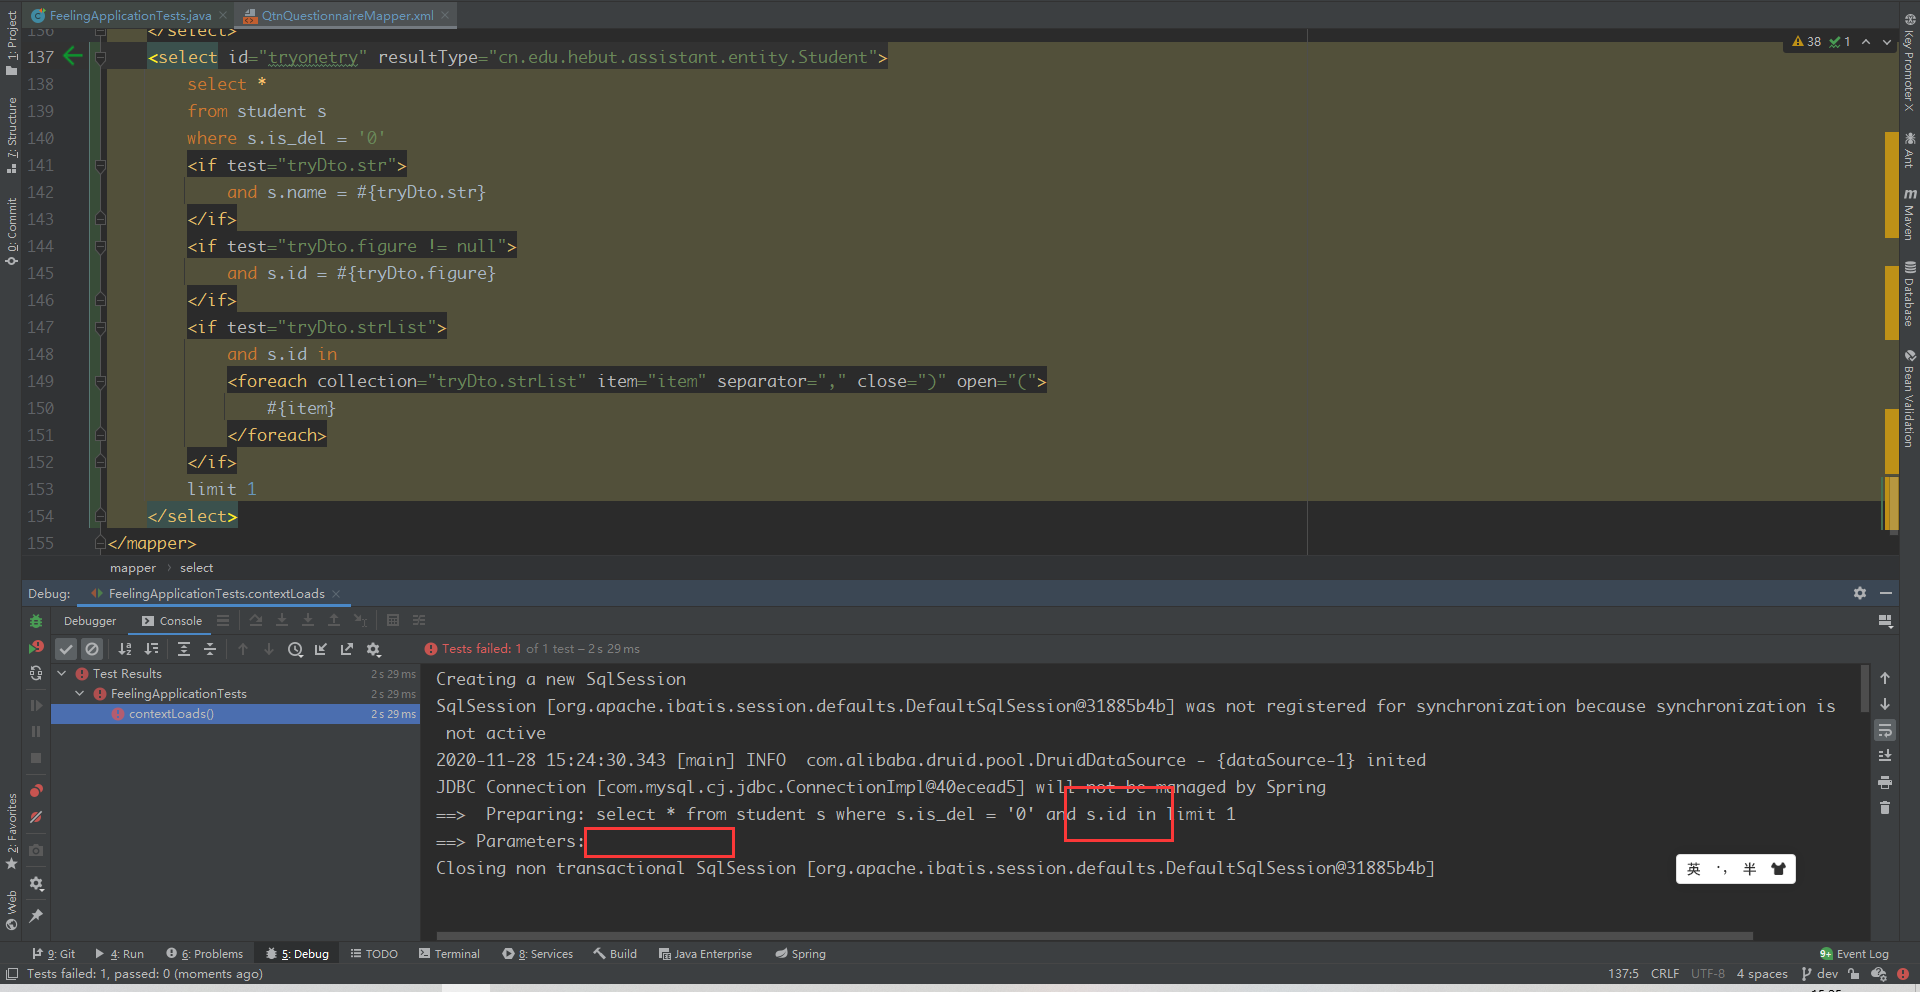 FeelingApplicationTests.java
QtnQuestionnaireMapper.xml
136 </select>
137 <select id="tryonetry" resultType="cn.edu.hebut.assistant.entity.Student">
38 1
138 select *
139 from student s
140 where s.is_del = '0'
141 <if test="tryDto.str">
142 and s.name = #{tryDto.str}
143 </if>
144 <if test="tryDto.figure != null">
145 and s.id = #{tryDto.figure}
146 </if>
147 <if test="tryDto.strList">
148 and s.id in
149 <foreach collection="tryDto.strList" item="item" separator="," close=")" open="(">
150 #{item}
151 </foreach>
152 </if>
153 limit 1
154 </select>
155 </mapper>
mapper select
1: Project
7: Structure
0: Commit
2: Favorites
Web
Key Promoter X
Ant
Maven
Database
Bean Validation
Debug: FeelingApplicationTests.contextLoads
Debugger Console
Tests failed: 1 of 1 test – 2 s 29 ms
Test Results 2 s 29 ms
FeelingApplicationTests 2 s 29 ms
contextLoads() 2 s 29 ms
Creating a new SqlSession
SqlSession [org.apache.ibatis.session.defaults.DefaultSqlSession@31885b4b] was not registered for synchronization because synchronization is
not active
2020-11-28 15:24:30.343 [main] INFO  com.alibaba.druid.pool.DruidDataSource - {dataSource-1} inited
JDBC Connection [com.mysql.cj.jdbc.ConnectionImpl@40ecead5] will not be managed by Spring
==>  Preparing: select * from student s where s.is_del = '0' and s.id in limit 1
==> Parameters:
Closing non transactional SqlSession [org.apache.ibatis.session.defaults.DefaultSqlSession@31885b4b]
英 ·, 半
9: Git 4: Run 6: Problems 5: Debug TODO Terminal 8: Services Build Java Enterprise Spring 9+ Event Log
Tests failed: 1, passed: 0 (moments ago) 137:5 CRLF UTF-8 4 spaces dev